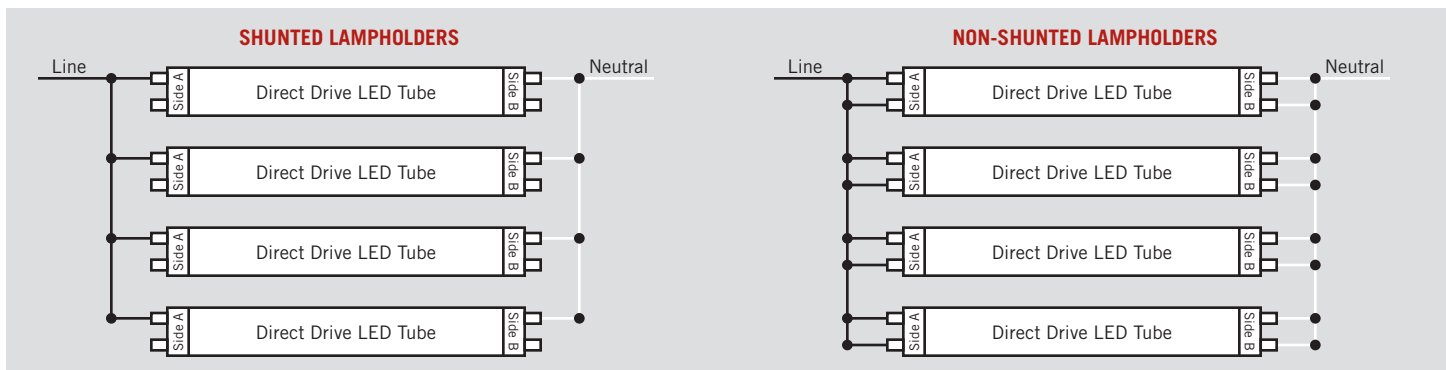 SHUNTED LAMPHOLDERS
Line
Neutral
Side A
Direct Drive LED Tube
Side B
Side A
Direct Drive LED Tube
Side B
Side A
Direct Drive LED Tube
Side B
Side A
Direct Drive LED Tube
Side B
NON-SHUNTED LAMPHOLDERS
Line
Neutral
Side A
Direct Drive LED Tube
Side B
Side A
Direct Drive LED Tube
Side B
Side A
Direct Drive LED Tube
Side B
Side A
Direct Drive LED Tube
Side B